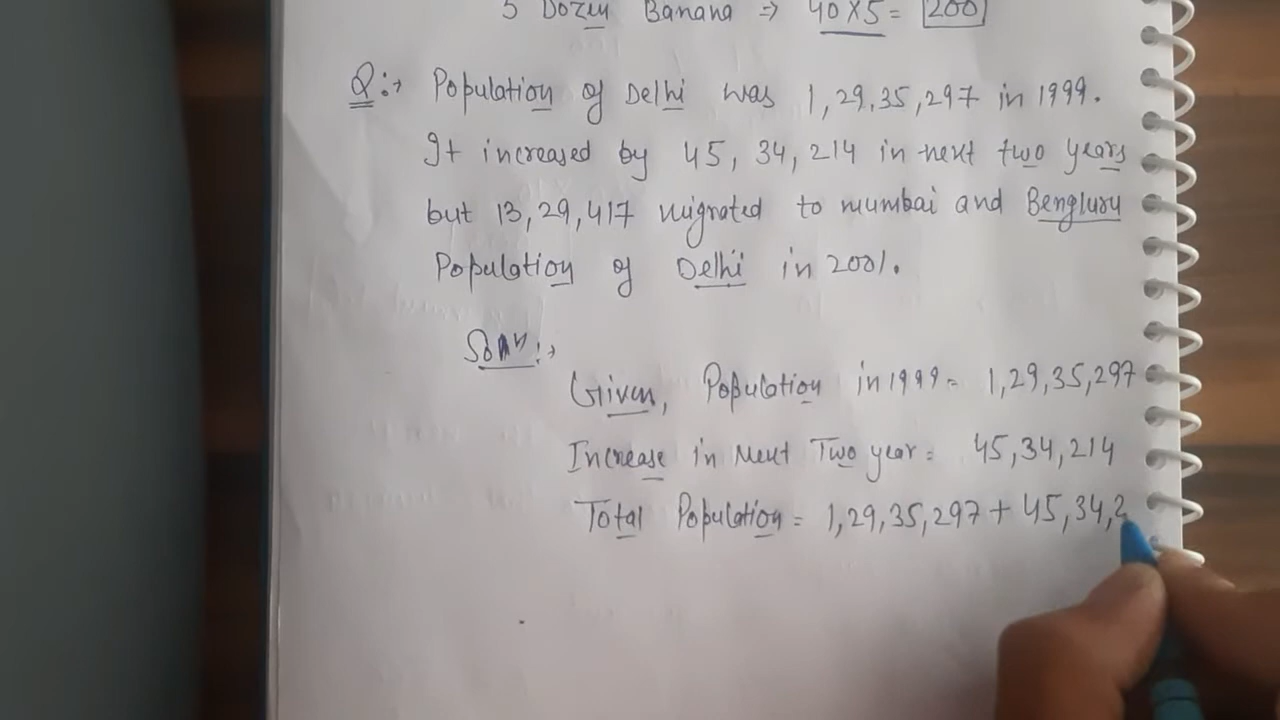 5 Dozen Banana ⇒ 40 X 5 = 200
Q:→ Population of Delhi was 1,29,35,297 in 1999.
It increased by 45, 34, 214 in next two years
but 13,29,417 migrated to mumbai and Bengluru
Population of Delhi in 2001.
Soln:→
Given, Population in 1999 = 1,29,35,297
Increase in Next Two year = 45,34,214
Total Population = 1,29,35,297 + 45,34,2